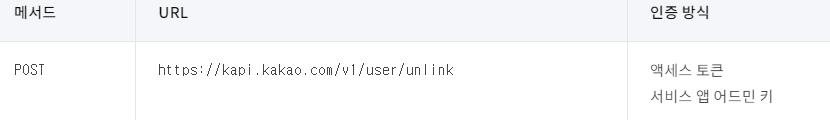 메서드 URL 인증 방식
POST https://kapi.kakao.com/v1/user/unlink 액세스 토큰
서비스 앱 어드민 키